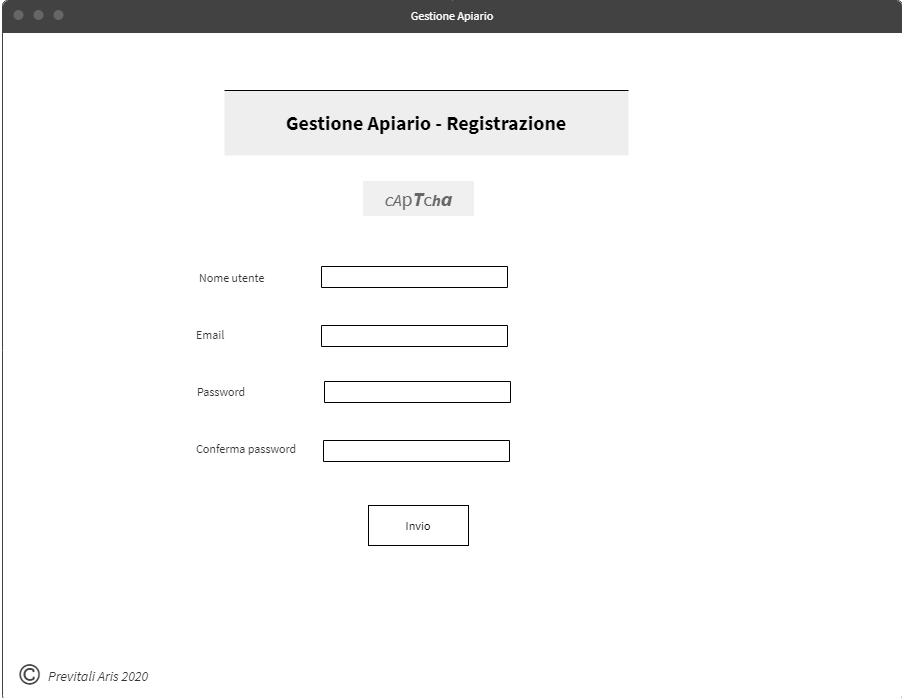 Gestione Apiario
Gestione Apiario - Registrazione
cApTcha
Nome utente
Email
Password
Conferma password
Invio
© Previtali Aris 2020